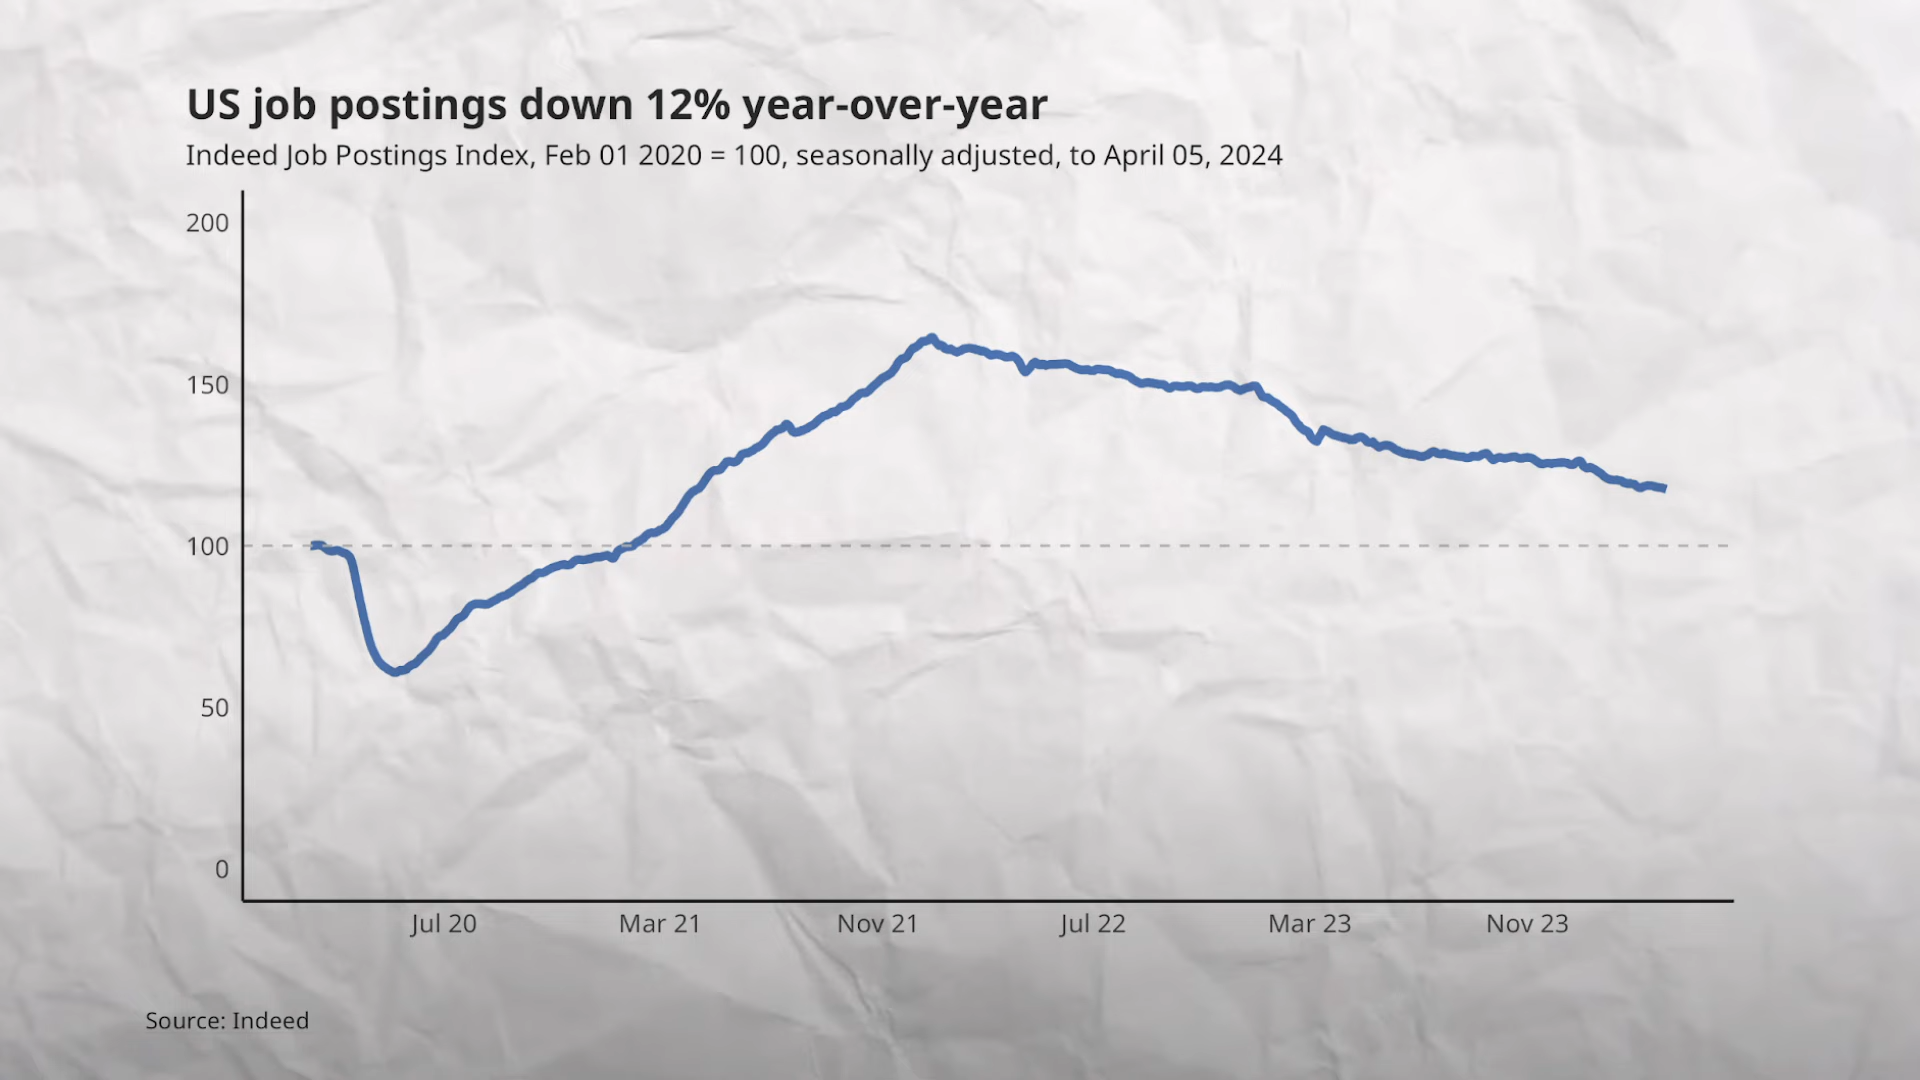 US job postings down 12% year-over-year
Indeed Job Postings Index, Feb 01 2020 = 100, seasonally adjusted, to April 05, 2024
200
150
100
50
0
Jul 20 Mar 21 Nov 21 Jul 22 Mar 23 Nov 23
Source: Indeed